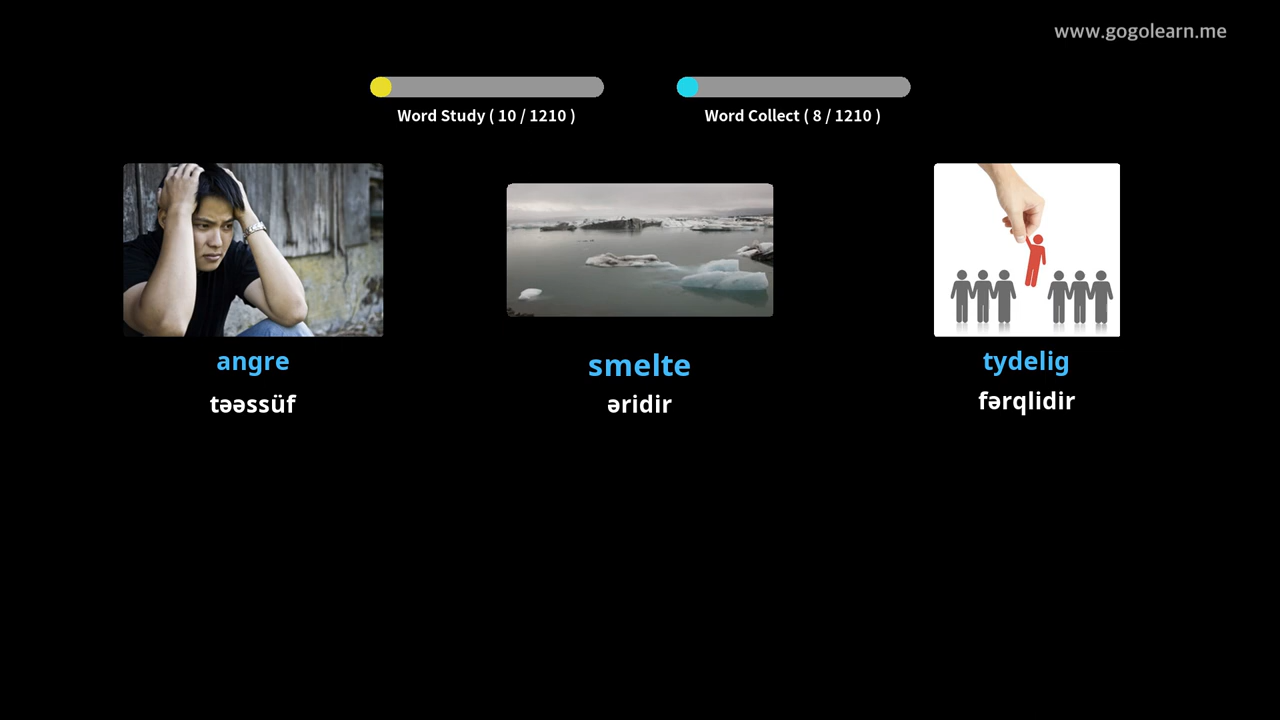 www.gogolearn.me
Word Study ( 10 / 1210 )
Word Collect ( 8 / 1210 )
angre
smelte
tydelig
təəssüf
əridir
fərqlidir